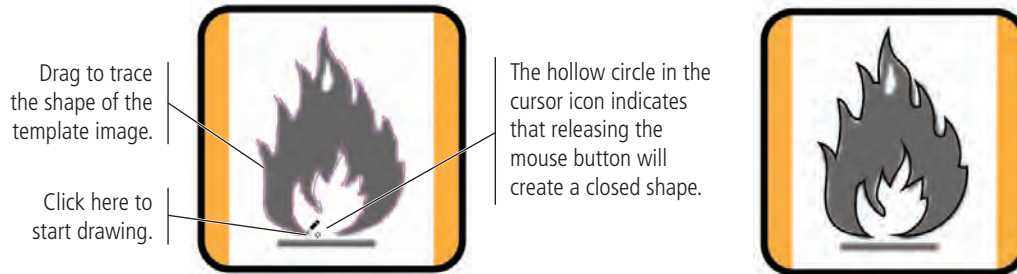 Drag to trace
the shape of the
template image.
Click here to
start drawing.
The hollow circle in the
cursor icon indicates
that releasing the
mouse button will
create a closed shape.